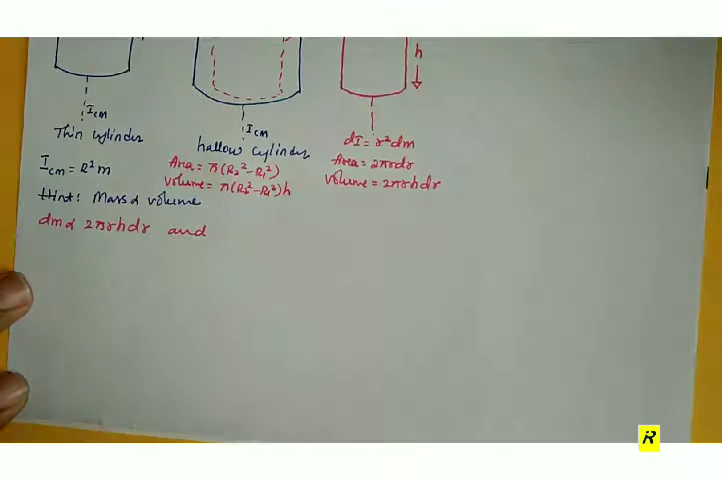 h
Icm
Icm
Thin cylinder
hallow cylinder
dI = r²dm
Icm = R²m
Area = π(R₂² - R₁²)
Area = 2πrdr
volume = π(R₂² - R₁²)h
volume = 2πrhdr
Hint: Mass α volume
dm α 2πrhdr and
R